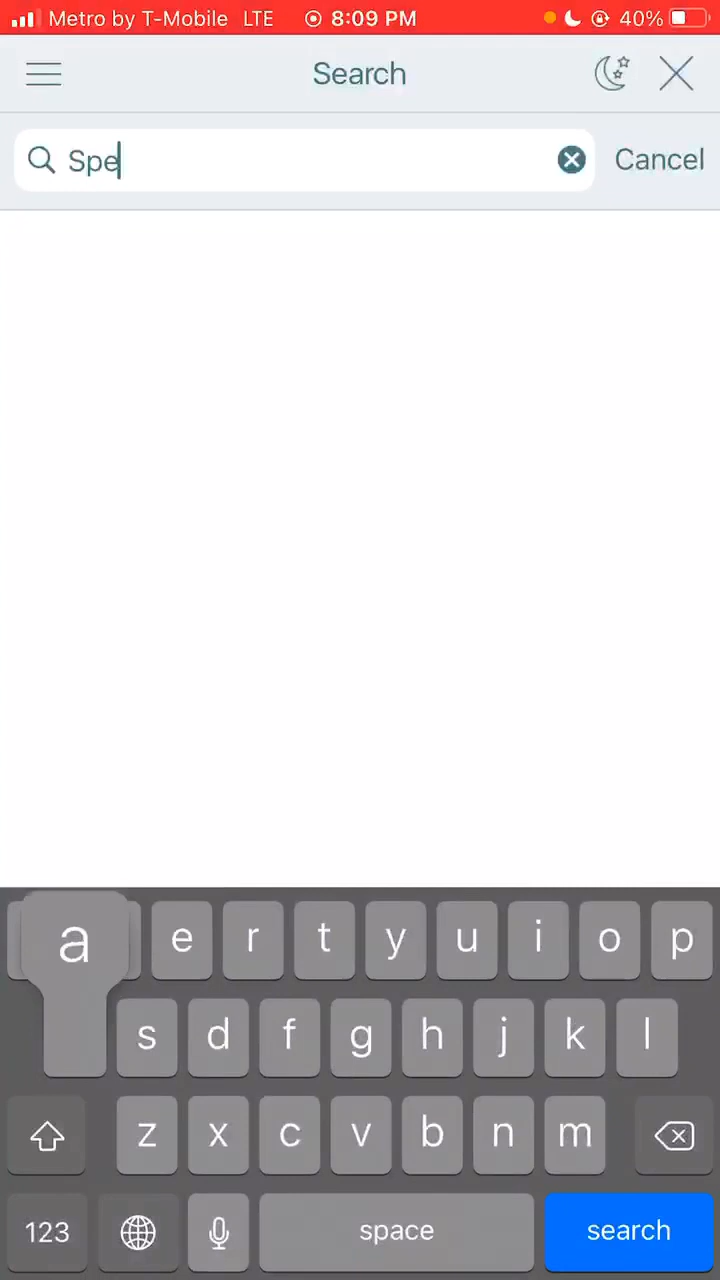 Metro by T-Mobile LTE 8:09 PM 40%
Search
Spe Cancel
a e r t y u i o p
s d f g h j k l
z x c v b n m
123 space search